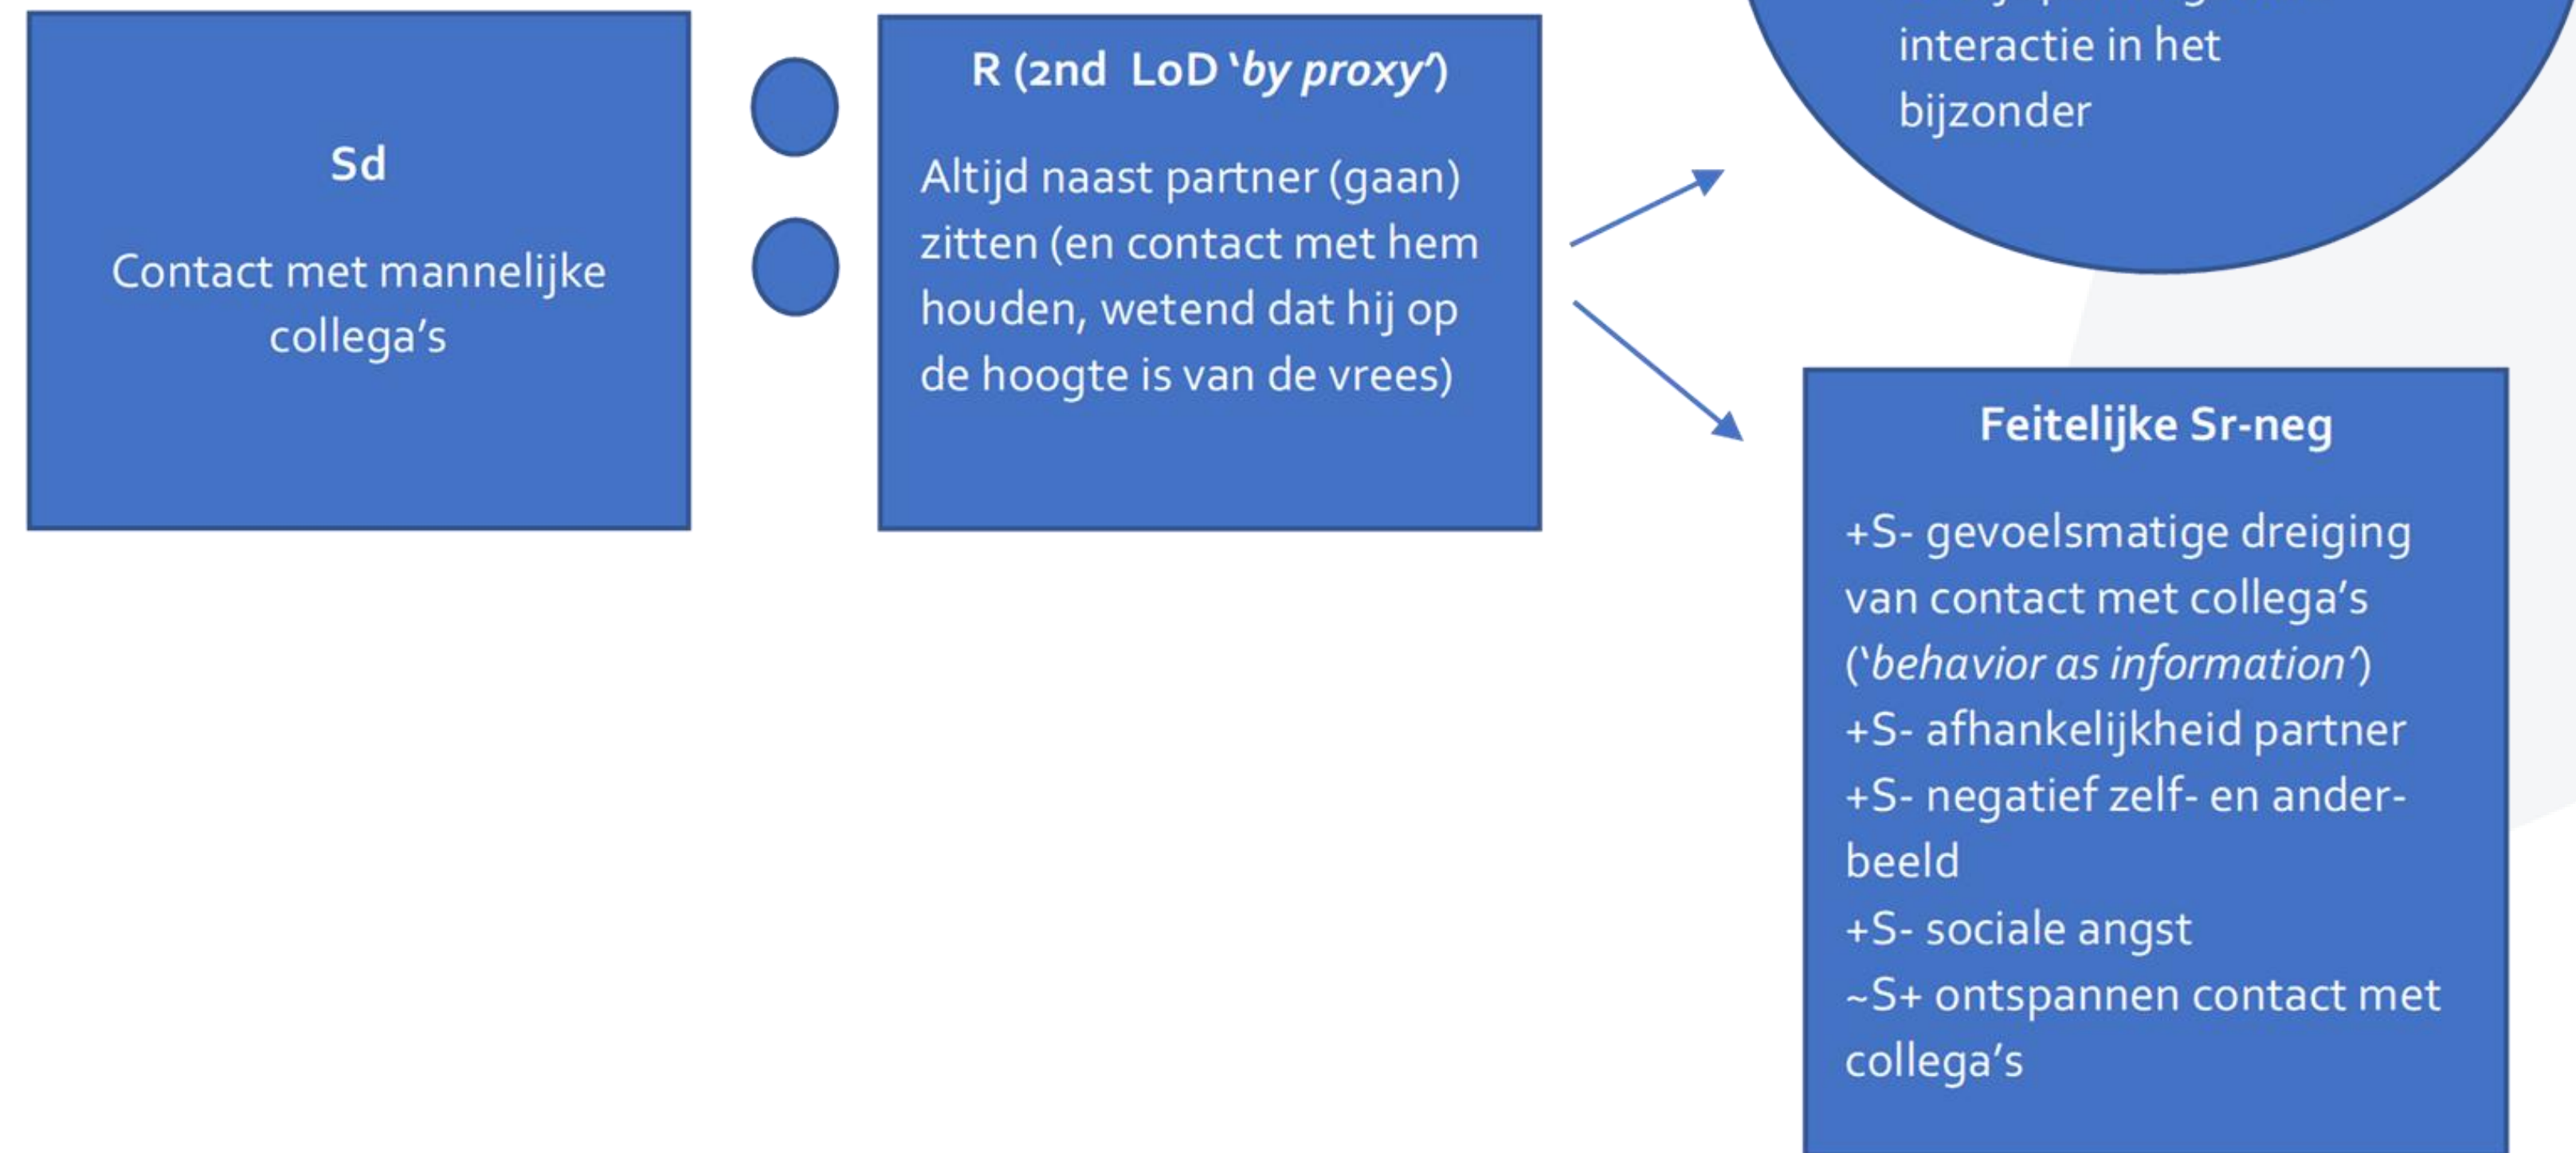 Sd
Contact met mannelijke
collega's
R (2nd LoD 'by proxy')
Altijd naast partner (gaan)
zitten (en contact met hem
houden, wetend dat hij op
de hoogte is van de vrees)
interactie in het
bijzonder
Feitelijke Sr-neg
+S- gevoelsmatige dreiging
van contact met collega's
('behavior as information')
+S- afhankelijkheid partner
+S- negatief zelf- en ander-
beeld
+S- sociale angst
~S+ ontspannen contact met
collega's